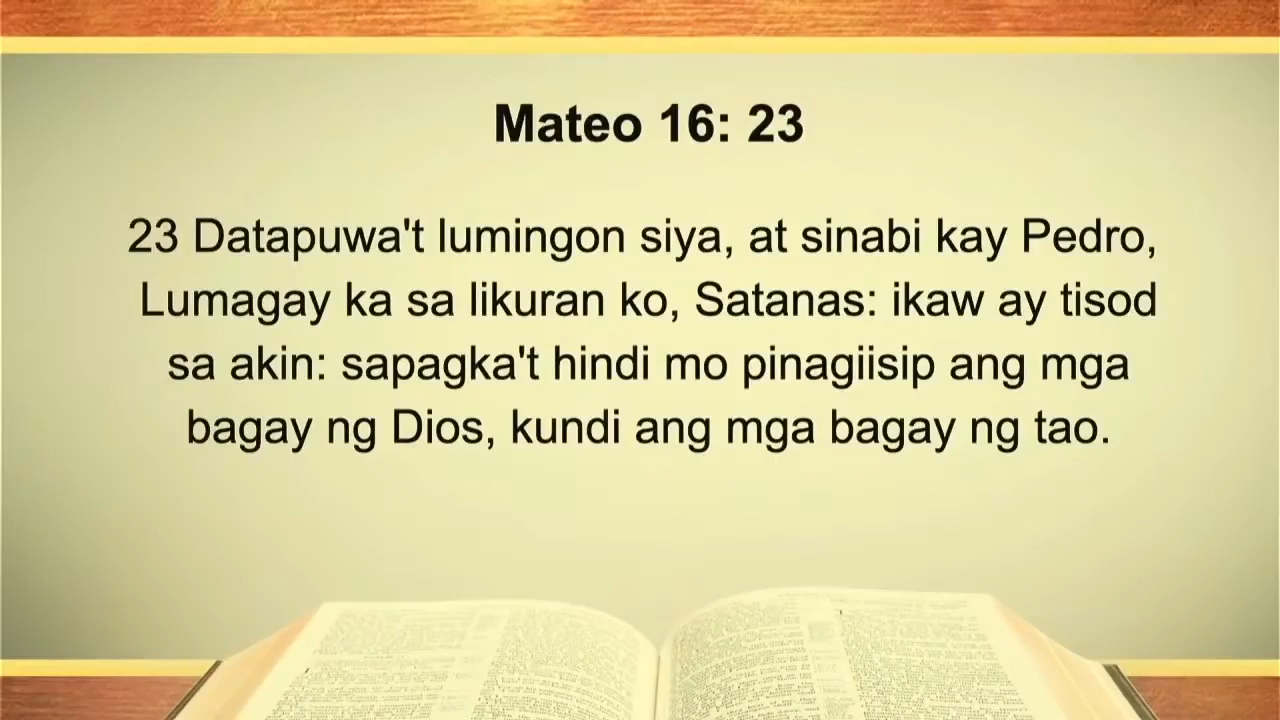 Mateo 16: 23
23 Datapuwa't lumingon siya, at sinabi kay Pedro,
Lumagay ka sa likuran ko, Satanas: ikaw ay tisod
sa akin: sapagka't hindi mo pinagiisip ang mga
bagay ng Dios, kundi ang mga bagay ng tao.